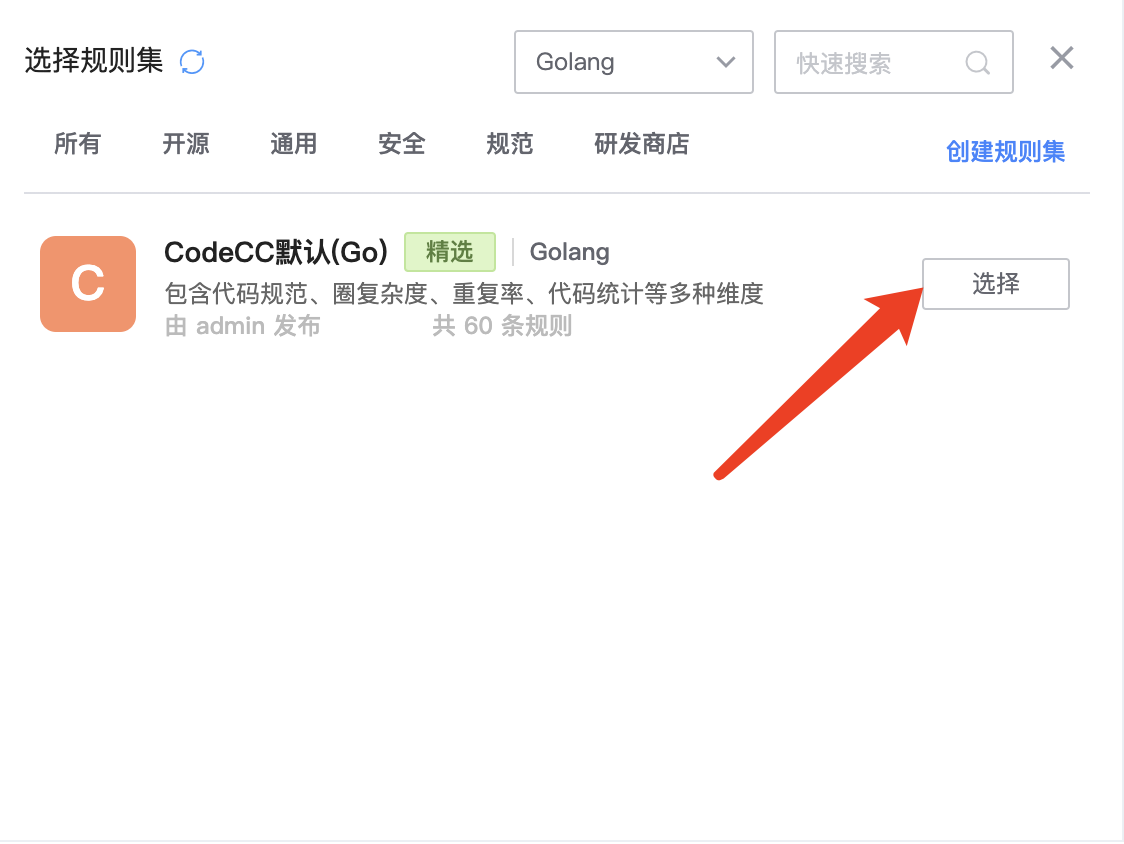 选择规则集
Golang
快速搜索
所有 开源 通用 安全 规范 研发商店
创建规则集
C
CodeCC默认(Go) 精选 Golang
包含代码规范、圈复杂度、重复率、代码统计等多种维度
由 admin 发布 共 60 条规则
选择